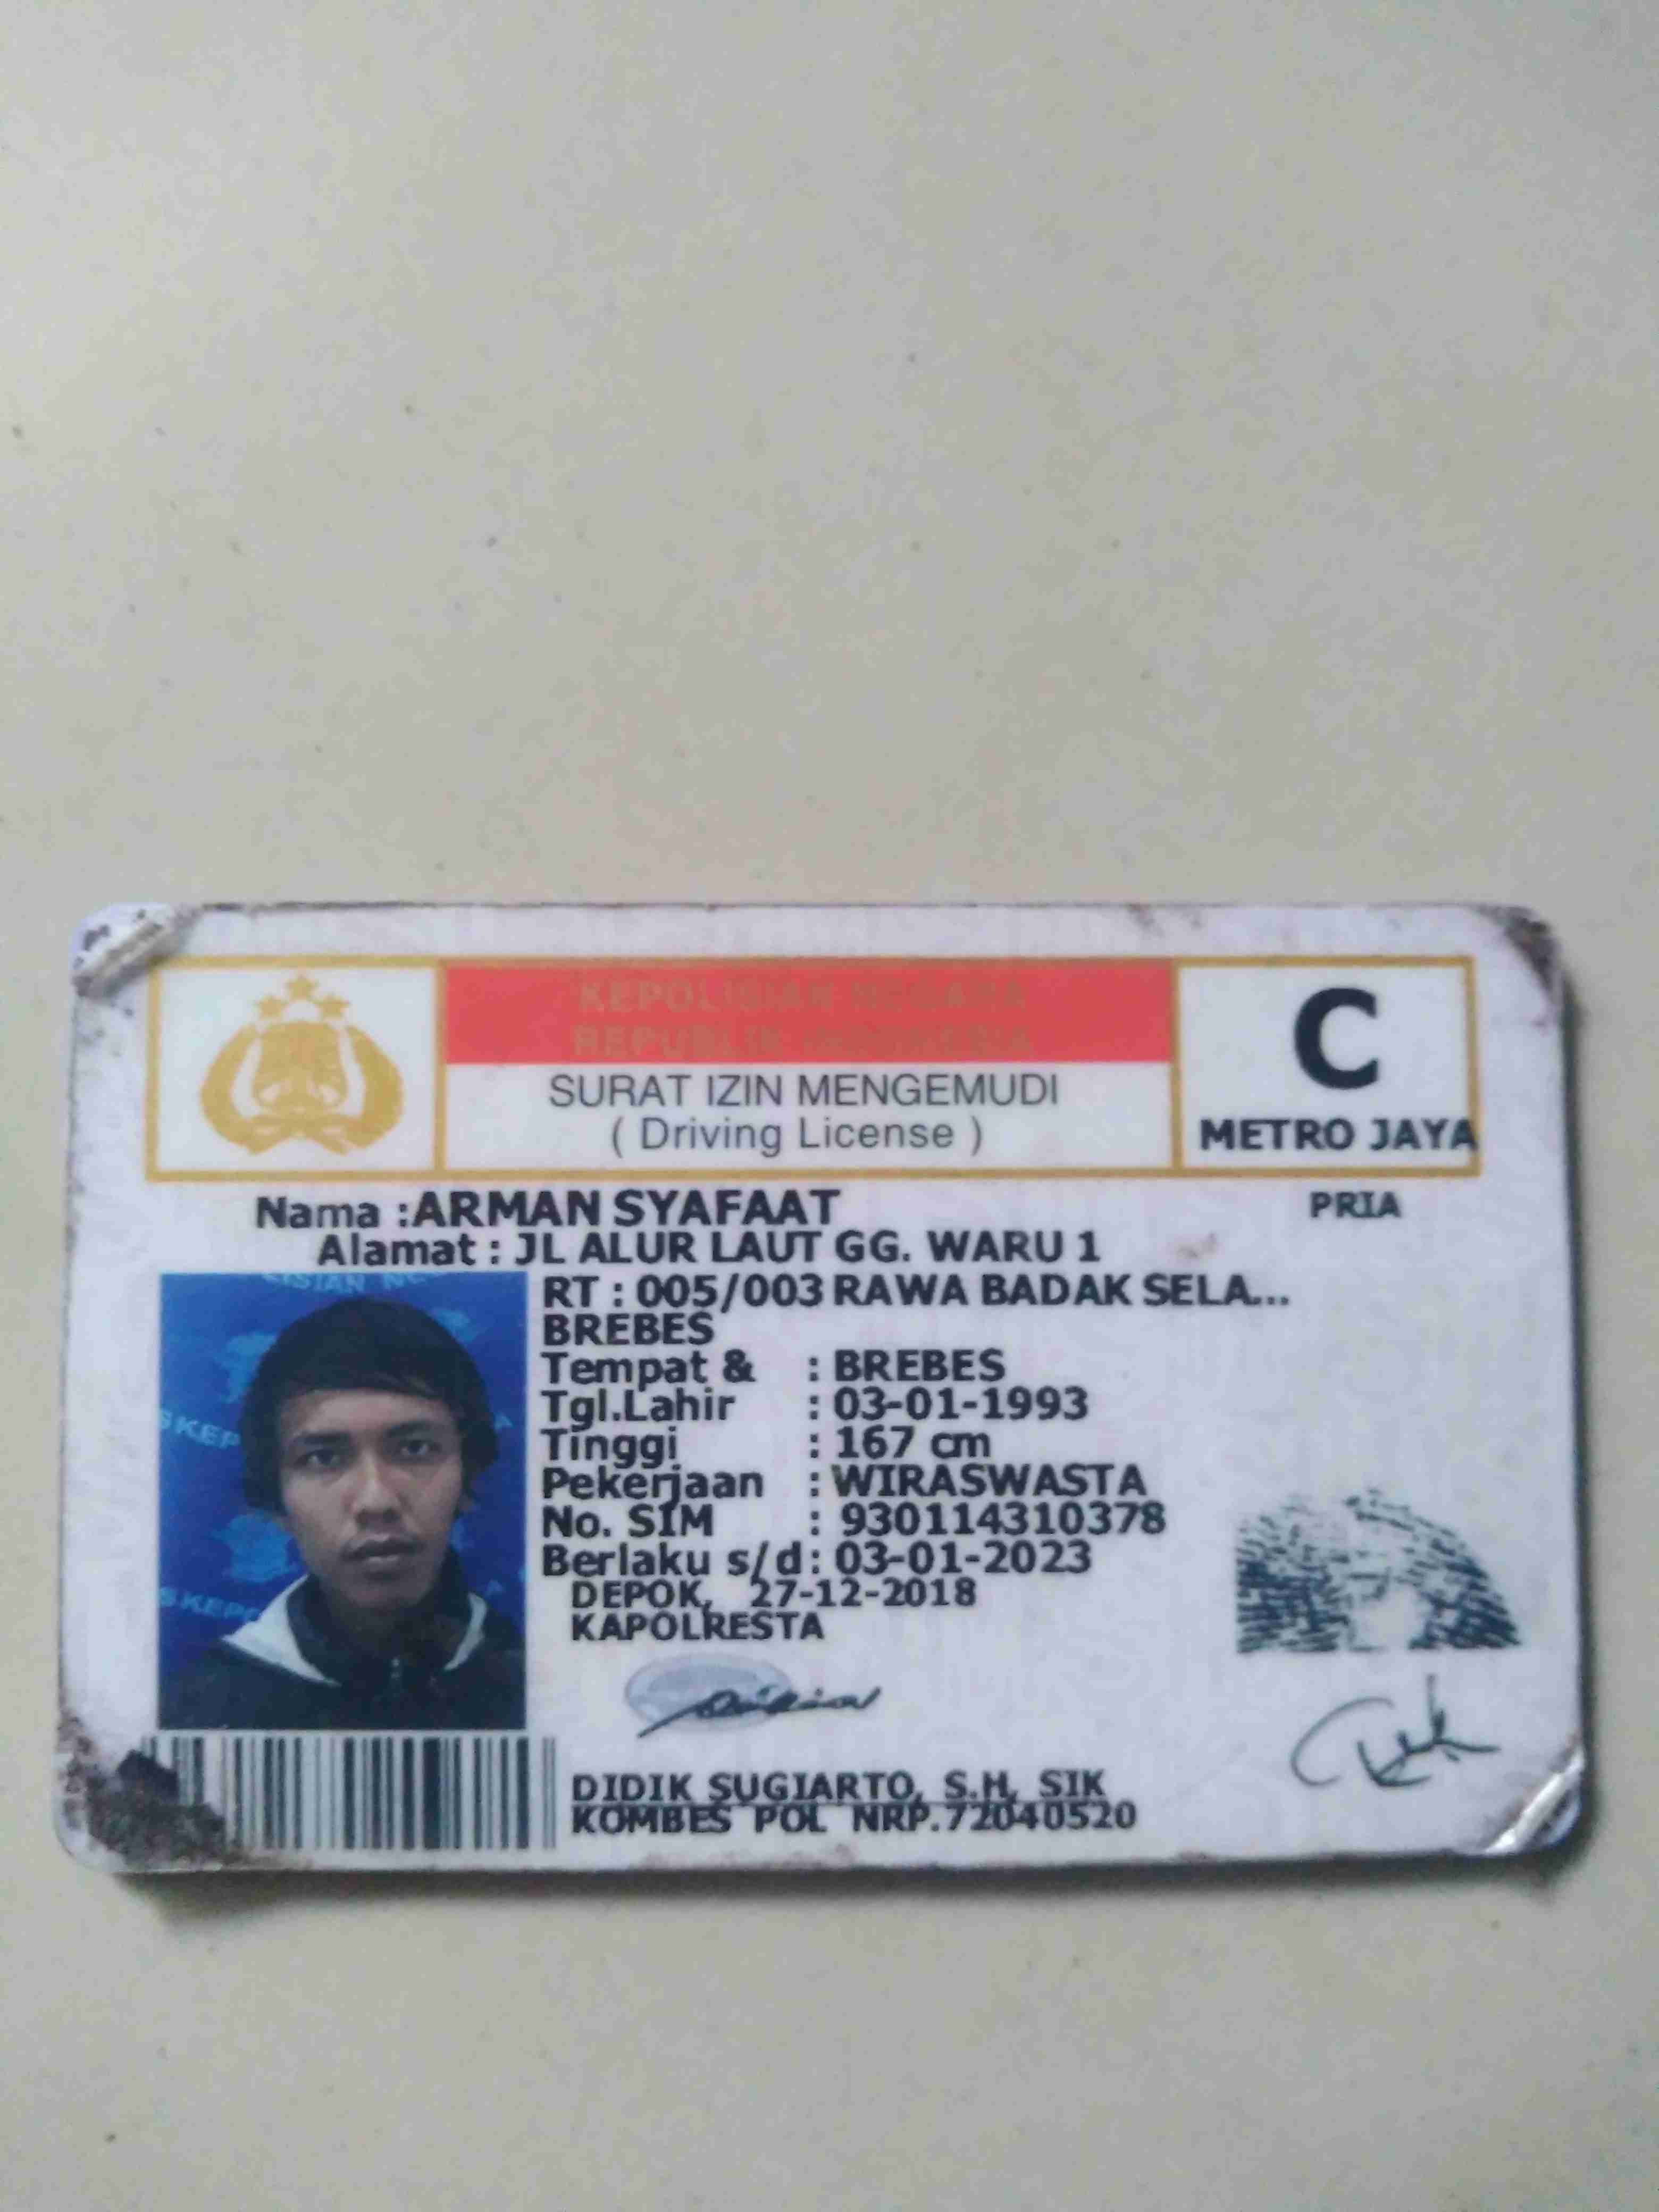 KEPOLISIAN NEGARA
REPUBLIK INDONESIA
SURAT IZIN MENGEMUDI
( Driving License )
C
METRO JAYA
Nama :ARMAN SYAFAAT
PRIA
Alamat : JL ALUR LAUT GG. WARU 1
RT : 005/003 RAWA BADAK SELA...
BREBES
Tempat & : BREBES
Tgl.Lahir : 03-01-1993
Tinggi : 167 cm
Pekerjaan : WIRASWASTA
No. SIM : 930114310378
Berlaku s/d : 03-01-2023
DEPOK, 27-12-2018
KAPOLRESTA
DIDIK SUGIARTO, S.H, SIK
KOMBES POL NRP.72040520